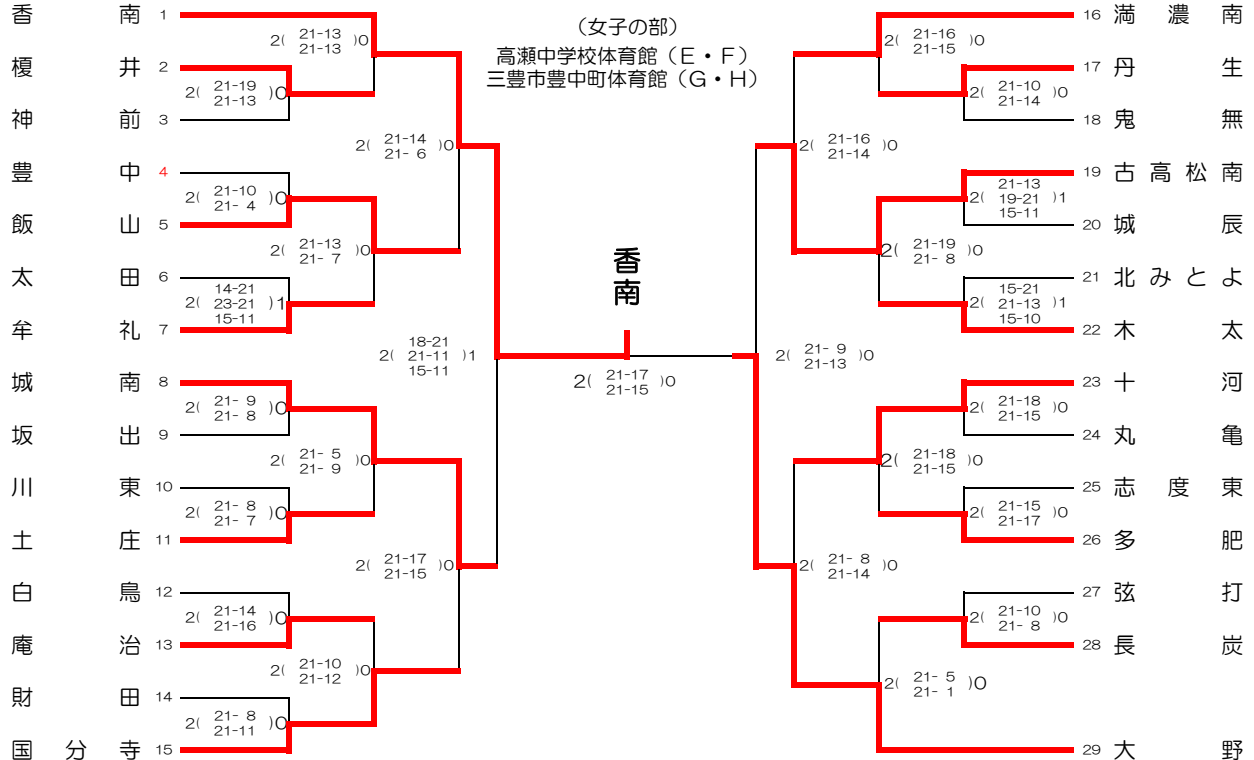 (女子の部)
高瀬中学校体育館（E・F）
三豊市豊中町体育館（G・H）
香南 1
榎井 2
神前 3
豊中 4
飯山 5
太田 6
牟礼 7
城南 8
坂出 9
川東 10
土庄 11
白鳥 12
庵治 13
財田 14
国分寺 15
2( 21-13 )0
21-13
2( 21-19 )0
21-13
2( 21-14 )0
21- 6
2( 21-10 )0
21- 4
2( 21-13 )0
21- 7
14-21
2( 23-21 )1
15-11
18-21
2( 21-11 )1
15-11
2( 21- 9 )0
21- 8
2( 21- 5 )0
21- 9
2( 21- 8 )0
21- 7
2( 21-17 )0
21-15
2( 21-14 )0
21-16
2( 21-10 )0
21-12
2( 21- 8 )0
21-11
香南
2( 21-17 )0
21-15
16 満濃南
17 丹生
18 鬼無
19 古高松南
20 城辰
21 北みとよ
22 木太
23 十河
24 丸亀
25 志度東
26 多肥
27 弦打
28 長炭
29 大野
2( 21-16 )0
21-15
2( 21-10 )0
21-14
2( 21-16 )0
21-14
21-13
2( 19-21 )1
15-11
2( 21-19 )0
21- 8
15-21
2( 21-13 )1
15-10
2( 21- 9 )0
21-13
2( 21-18 )0
21-15
2( 21-18 )0
21-15
2( 21-15 )0
21-17
2( 21- 8 )0
21-14
2( 21-10 )0
21- 8
2( 21- 5 )0
21- 1